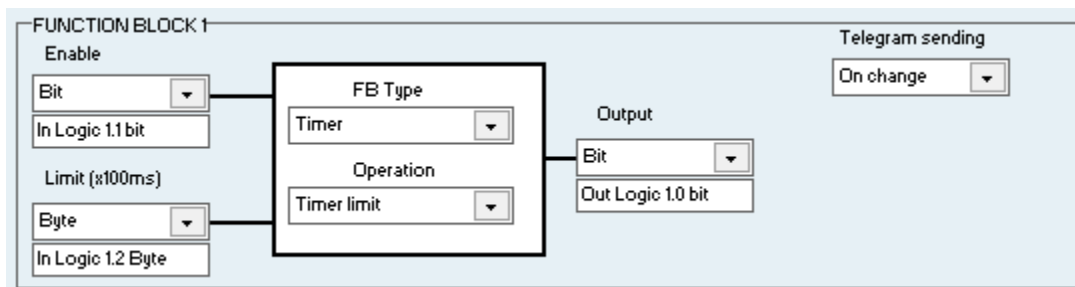 FUNCTION BLOCK 1
Enable
Bit
In Logic 1.1 bit
Limit (x100ms)
Byte
In Logic 1.2 Byte
FB Type
Timer
Operation
Timer limit
Output
Bit
Out Logic 1.0 bit
Telegram sending
On change